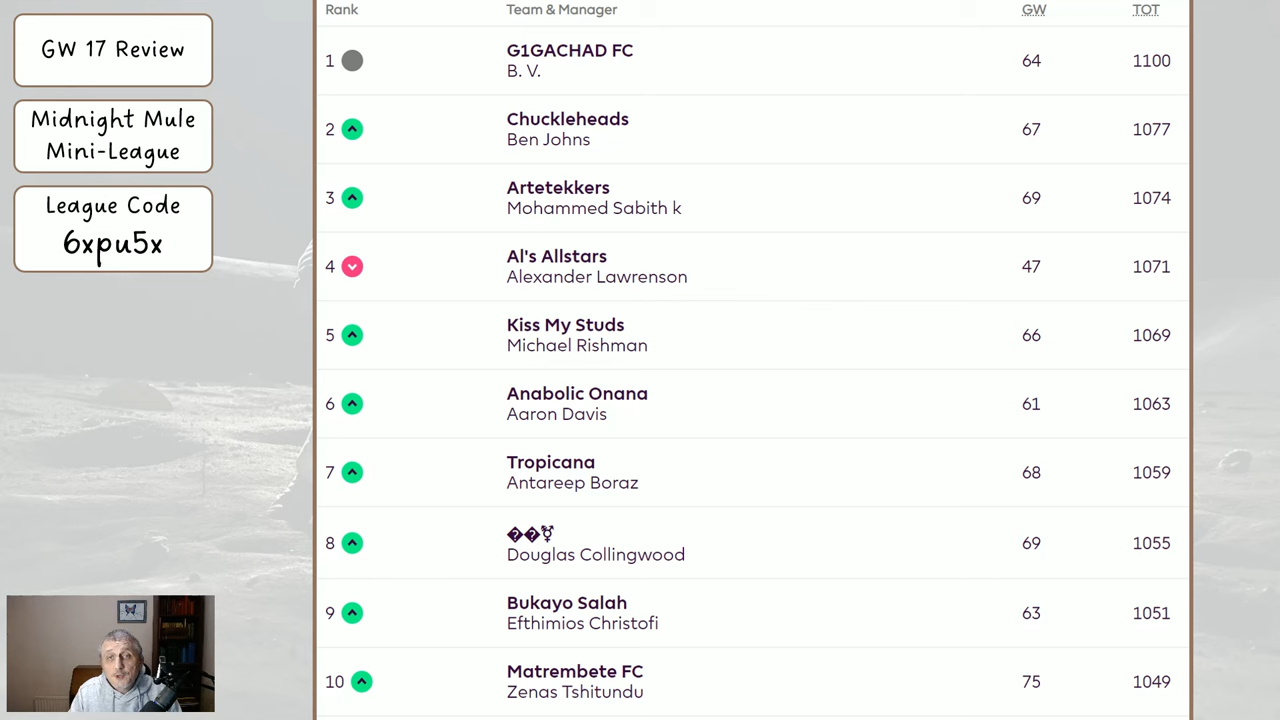 GW 17 Review
Midnight Mule
Mini-League
League Code
6xpu5x
Rank Team & Manager GW TOT
1 G1GACHAD FC 64 1100
B. V.
2 Chuckleheads 67 1077
Ben Johns
3 Artetekkers 69 1074
Mohammed Sabith k
4 Al's Allstars 47 1071
Alexander Lawrenson
5 Kiss My Studs 66 1069
Michael Rishman
6 Anabolic Onana 61 1063
Aaron Davis
7 Tropicana 68 1059
Antareep Boraz
8 ��⚧ 69 1055
Douglas Collingwood
9 Bukayo Salah 63 1051
Efthimios Christofi
10 Matrembete FC 75 1049
Zenas Tshitundu